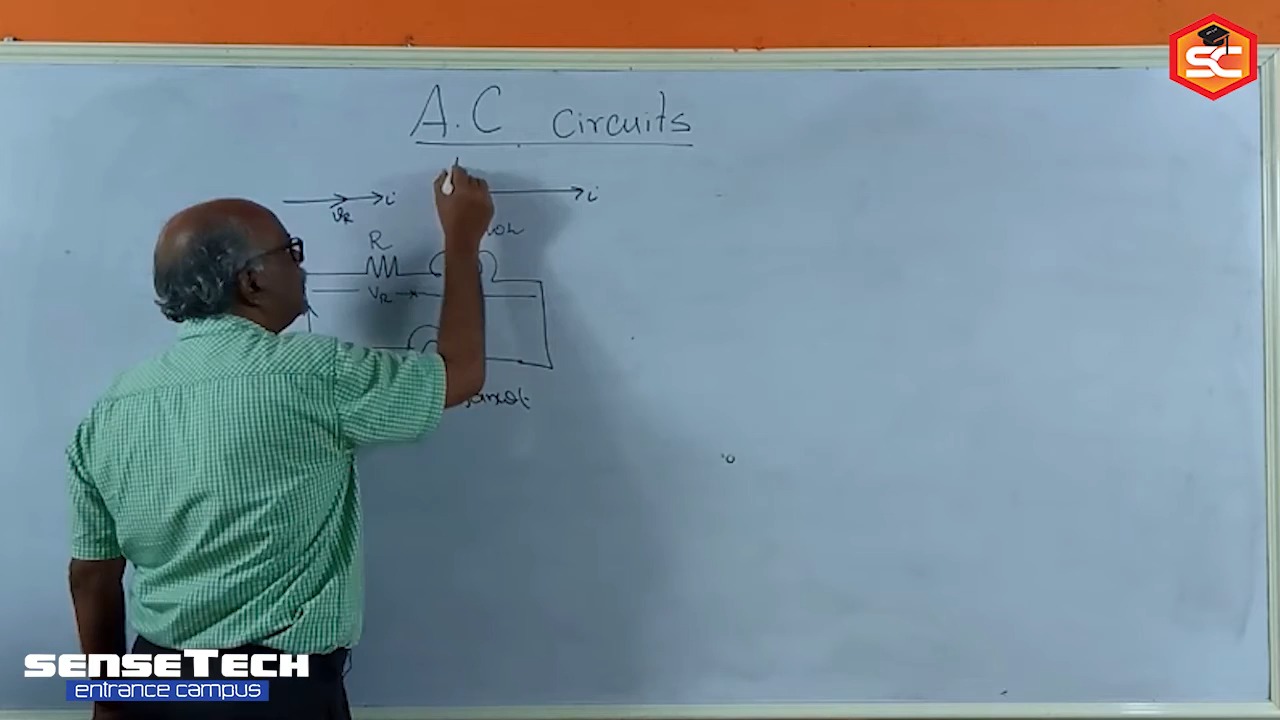 A.C circuits
i i
VR
R
VR
SC
SENSETECH
entrance campus